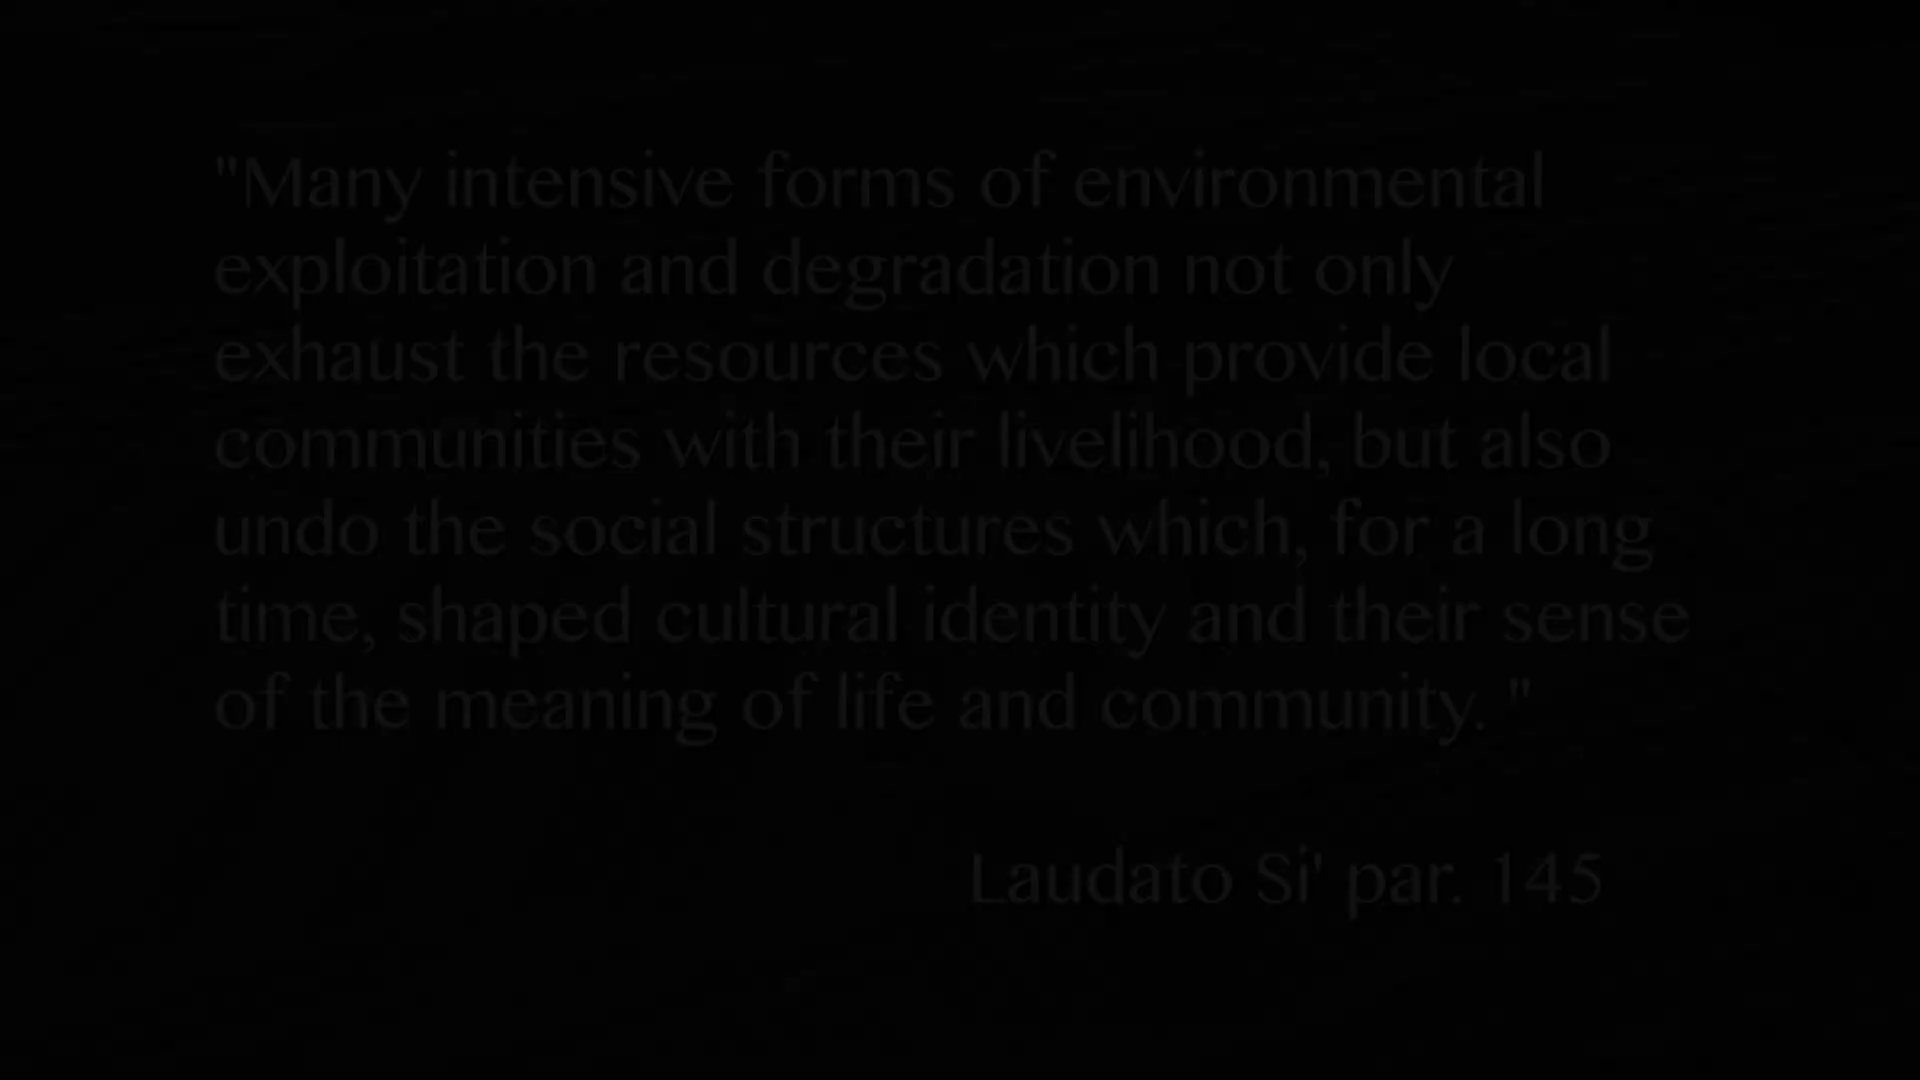 "Many intensive forms of environmental
exploitation and degradation not only
exhaust the resources which provide local
communities with their livelihood, but also
undo the social structures which, for a long
time, shaped cultural identity and their sense
of the meaning of life and community. "
Laudato Si' par. 145